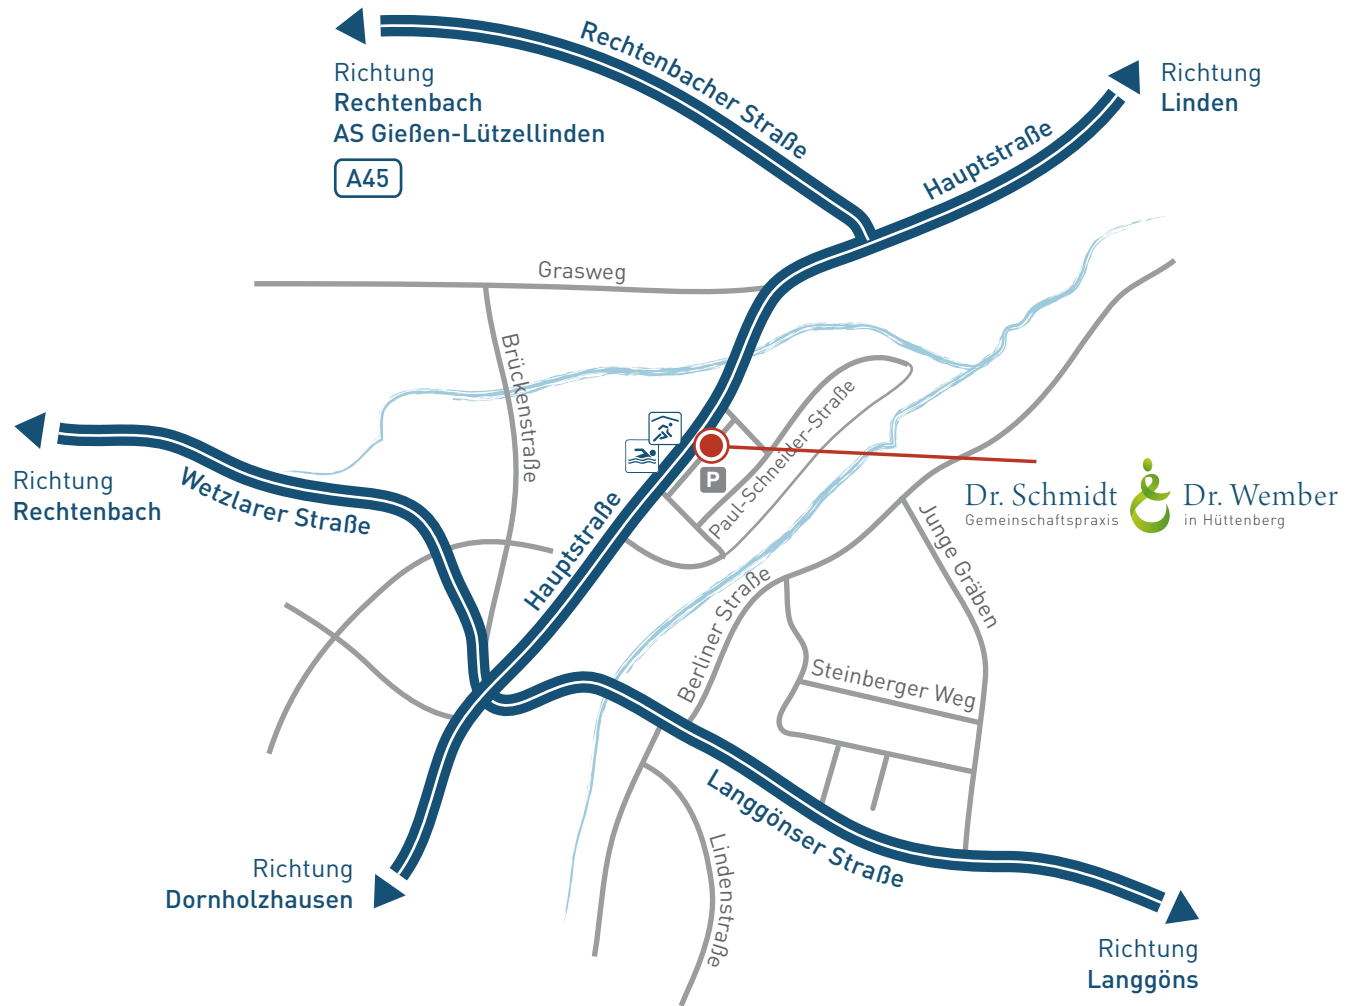 Rechtenbacher Straße
Richtung
Rechtenbach
AS Gießen-Lützellinden
A45
Richtung
Linden
Hauptstraße
Grasweg
Brückenstraße
Paul-Schneider-Straße
P
Richtung
Rechtenbach
Wetzlarer Straße
Hauptstraße
Dr. Schmidt & Dr. Wember
Gemeinschaftspraxis in Hüttenberg
Junge Gräben
Berliner Straße
Steinberger Weg
Langgönser Straße
Lindenstraße
Richtung
Dornholzhausen
Richtung
Langgöns